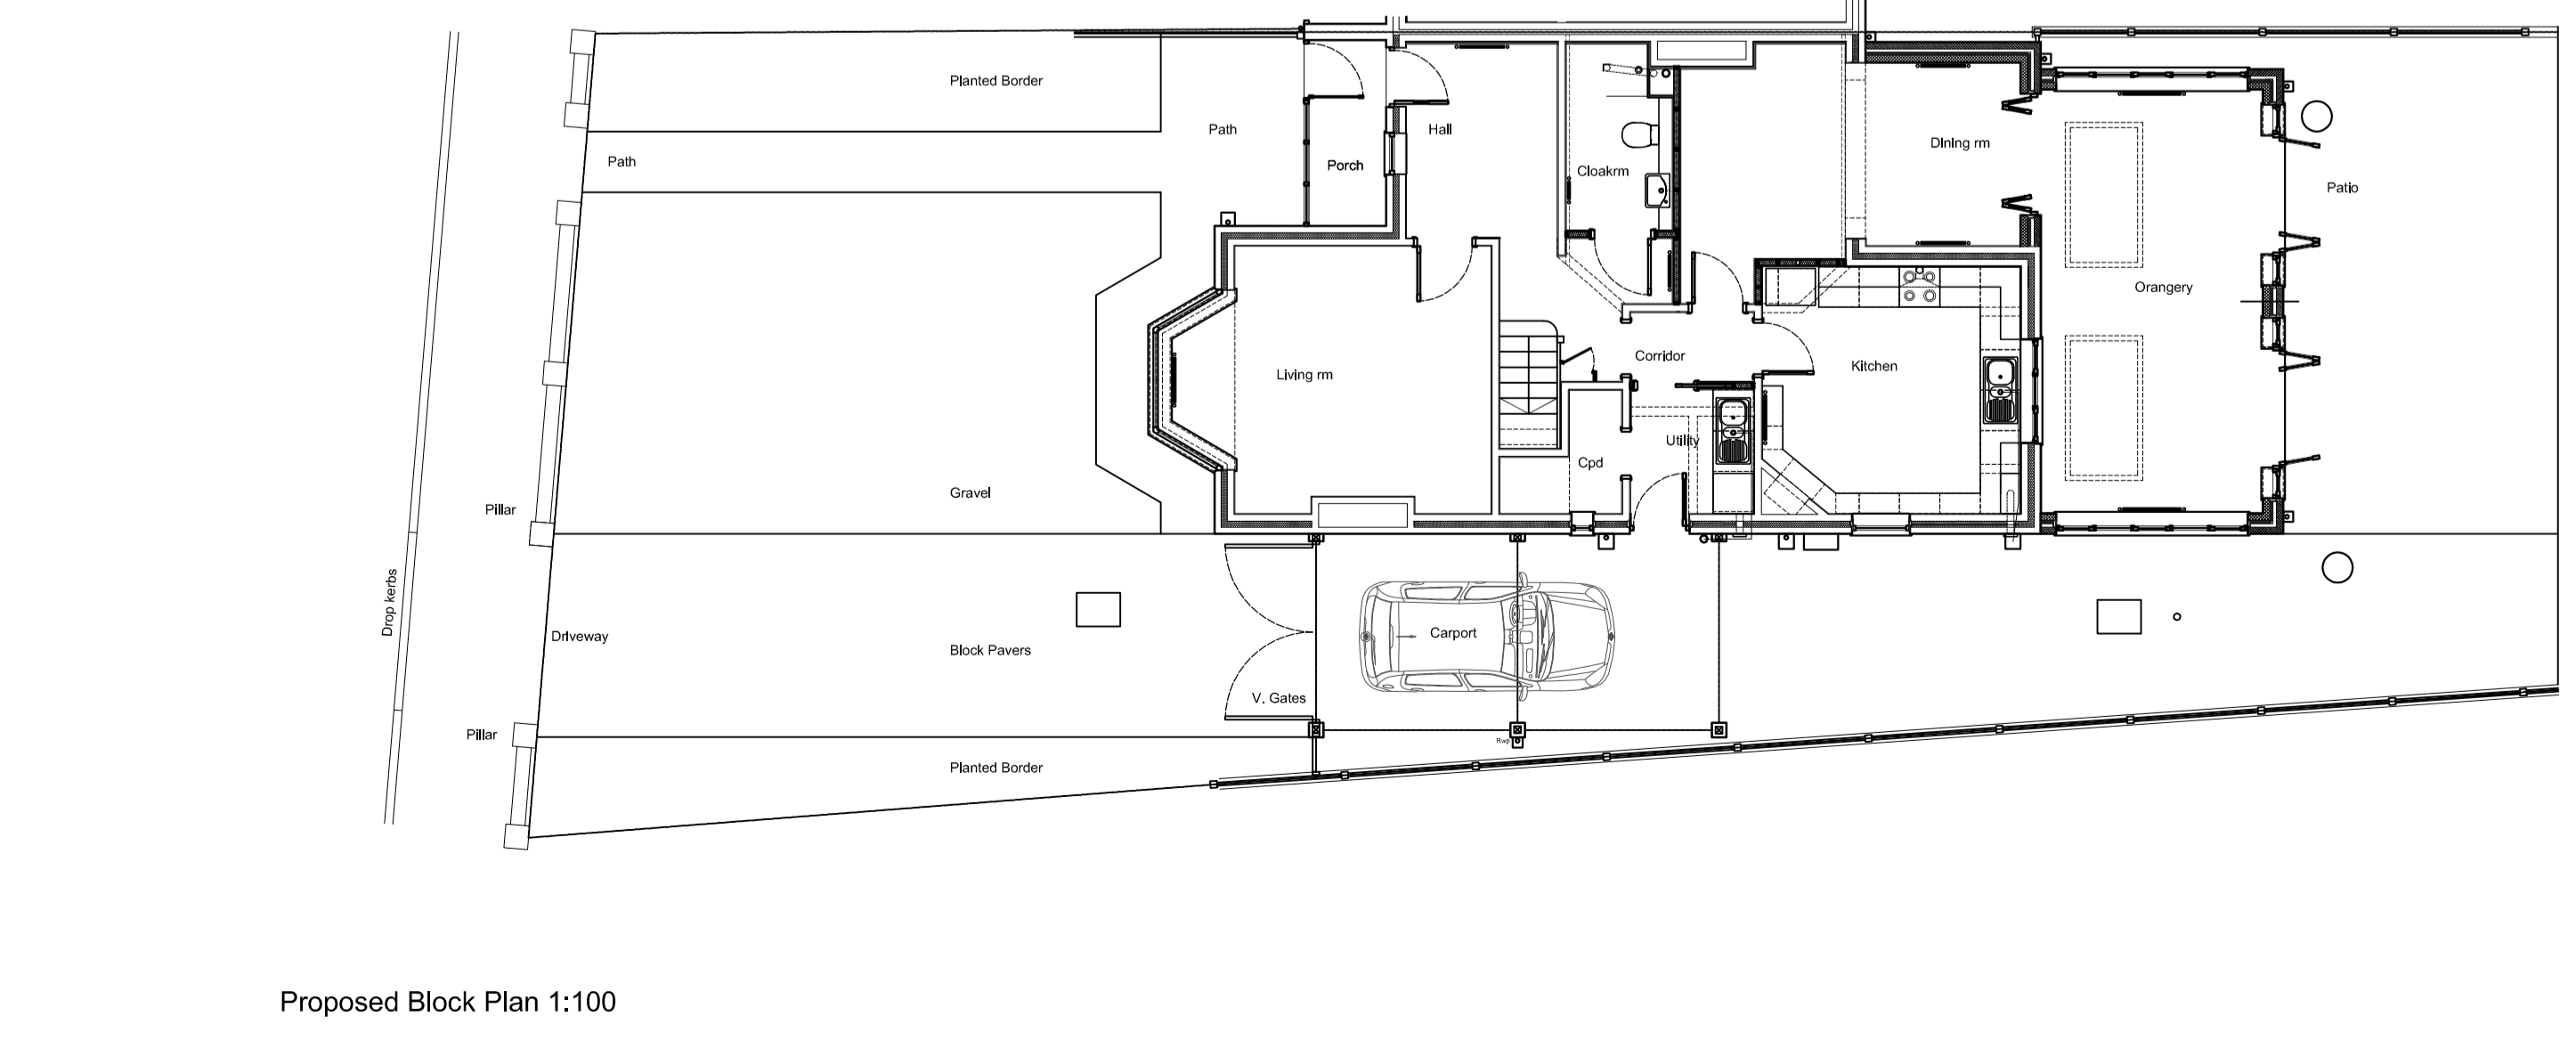 Planted Border
Path
Path
Porch
Hall
Cloakrm
Dining rm
Patio
Orangery
Corridor
Kitchen
Living rm
Utility
Cpd
Gravel
Pillar
Drop kerbs
Driveway
Block Pavers
Carport
V. Gates
Pillar
Rwp
Planted Border
Proposed Block Plan 1:100